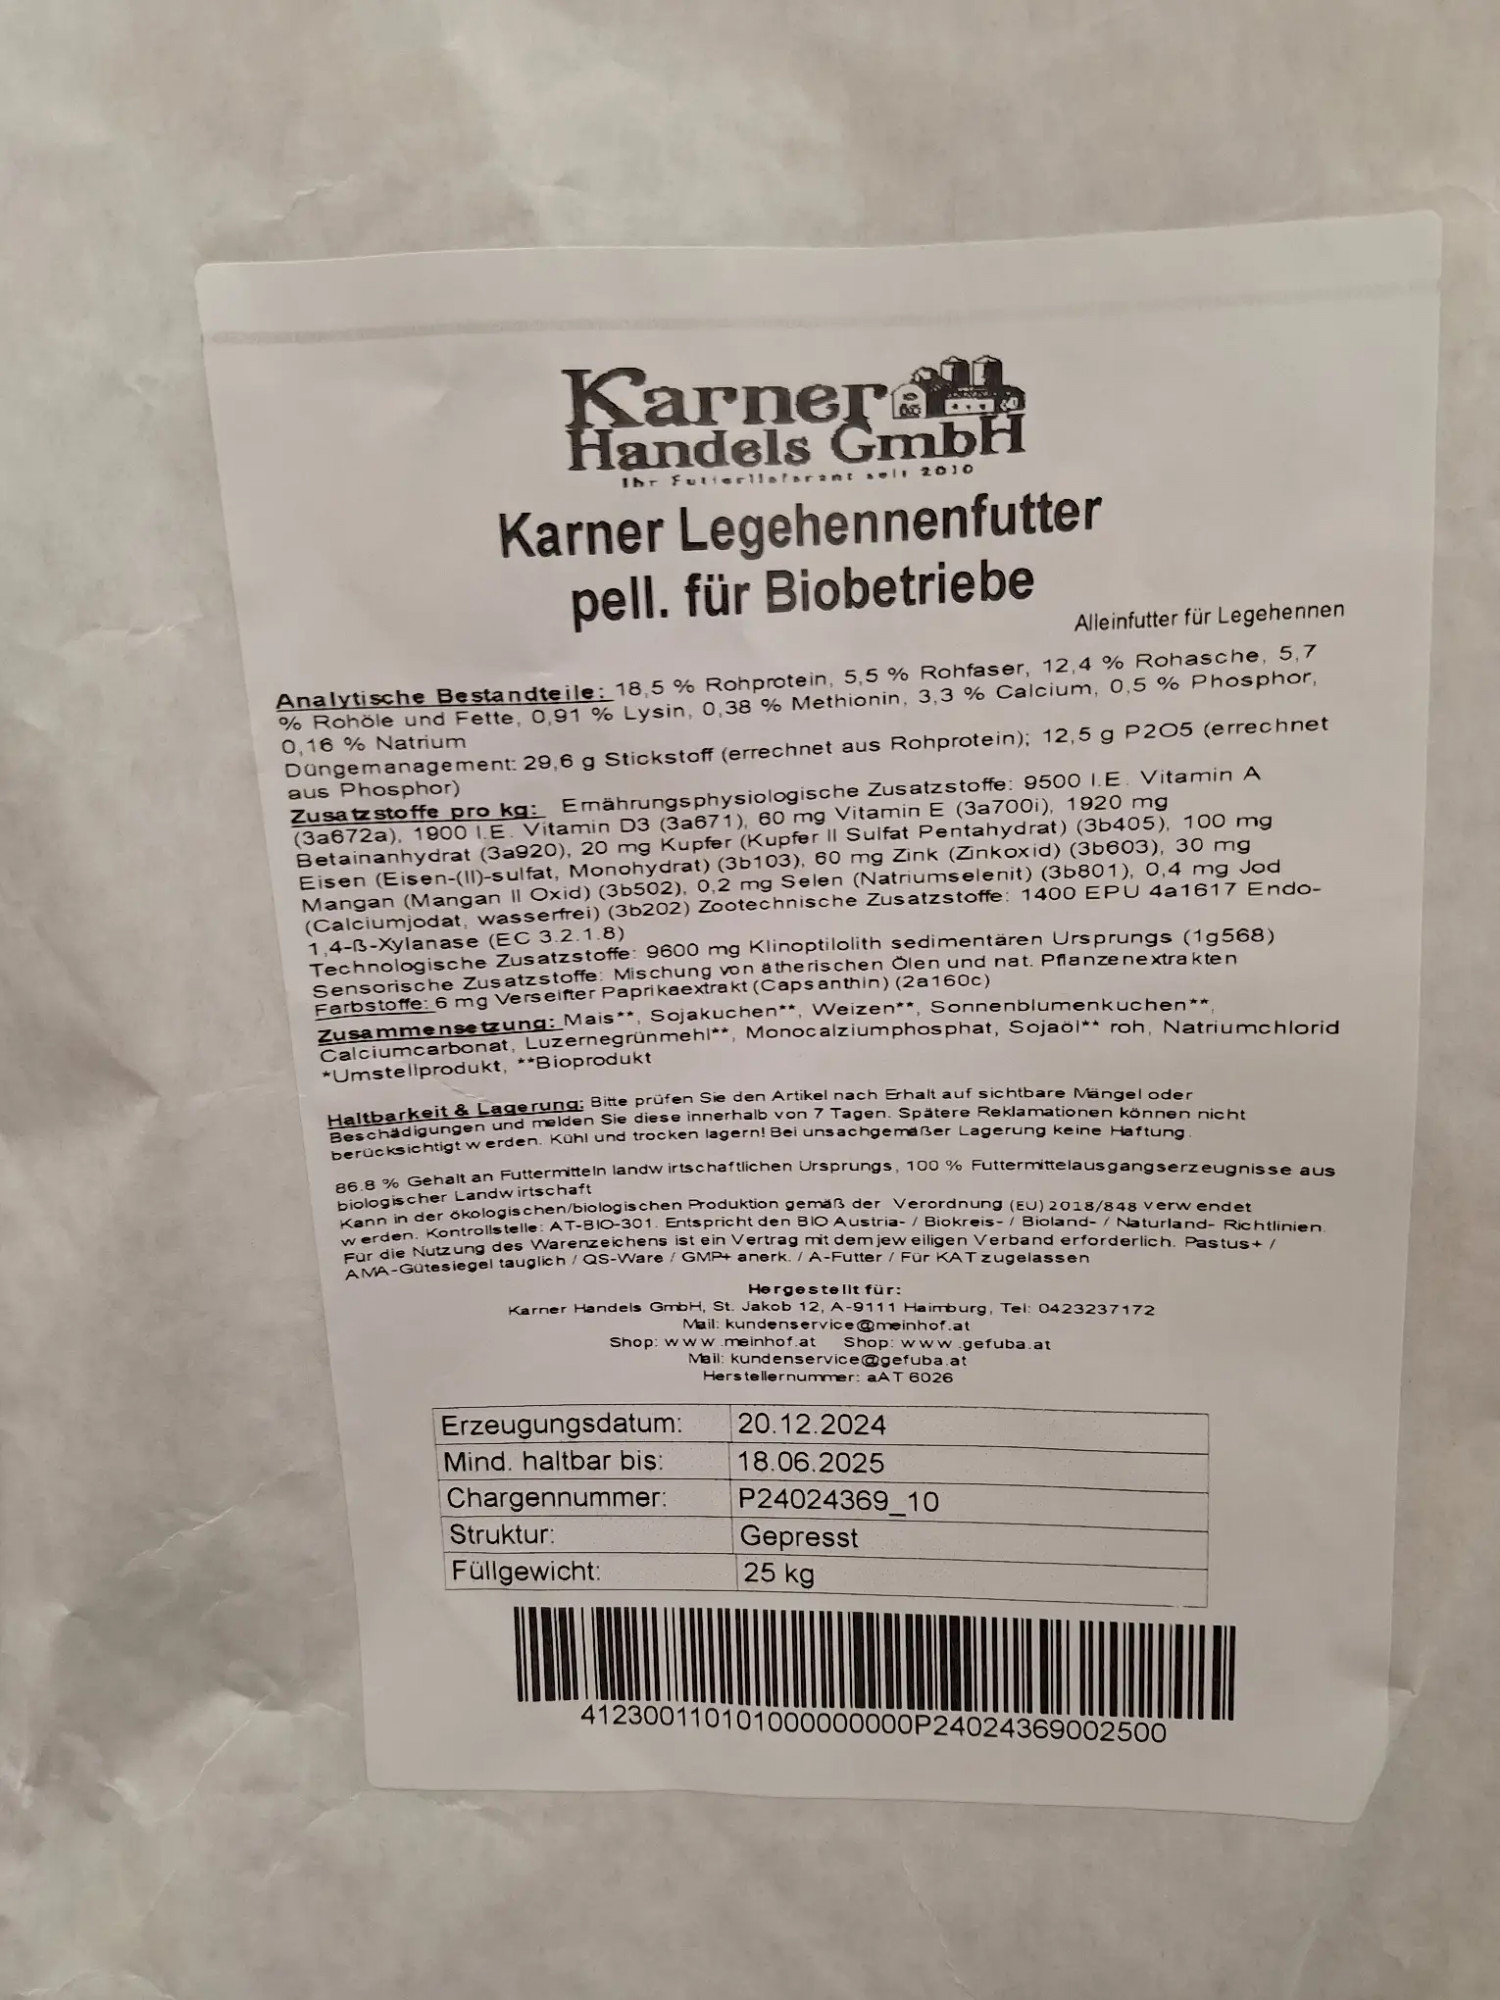 Karner
Handels GmbH
Ihr Futterlieferant seit 2010
Karner Legehennenfutter
pell. für Biobetriebe
Alleinfutter für Legehennen
Analytische Bestandteile: 18,5 % Rohprotein, 5,5 % Rohfaser, 12,4 % Rohasche, 5,7
% Rohöle und Fette, 0,91 % Lysin, 0,38 % Methionin, 3,3 % Calcium, 0,5 % Phosphor,
0,16 % Natrium
Düngemanagement: 29,6 g Stickstoff (errechnet aus Rohprotein); 12,5 g P2O5 (errechnet
aus Phosphor)
Zusatzstoffe pro kg: Ernährungsphysiologische Zusatzstoffe: 9500 I.E. Vitamin A
(3a672a), 1900 I.E. Vitamin D3 (3a671), 60 mg Vitamin E (3a700i), 1920 mg
Betainanhydrat (3a920), 20 mg Kupfer (Kupfer II Sulfat Pentahydrat) (3b405), 100 mg
Eisen (Eisen-(II)-sulfat, Monohydrat) (3b103), 60 mg Zink (Zinkoxid) (3b603), 30 mg
Mangan (Mangan II Oxid) (3b502), 0,2 mg Selen (Natriumselenit) (3b801), 0,4 mg Jod
(Calciumjodat, wasserfrei) (3b202) Zootechnische Zusatzstoffe: 1400 EPU 4a1617 Endo-
1,4-ß-Xylanase (EC 3.2.1.8)
Technologische Zusatzstoffe: 9600 mg Klinoptilolith sedimentären Ursprungs (1g568)
Sensorische Zusatzstoffe: Mischung von ätherischen Ölen und nat. Pflanzenextrakten
Farbstoffe: 6 mg Verseifter Paprikaextrakt (Capsanthin) (2a160c)
Zusammensetzung: Mais**, Sojakuchen**, Weizen**, Sonnenblumenkuchen**,
Calciumcarbonat, Luzernegrünmehl**, Monocalziumphosphat, Sojaöl** roh, Natriumchlorid
*Umstellprodukt, **Bioprodukt
Haltbarkeit & Lagerung: Bitte prüfen Sie den Artikel nach Erhalt auf sichtbare Mängel oder
Beschädigungen und melden Sie diese innerhalb von 7 Tagen. Spätere Reklamationen können nicht
berücksichtigt werden. Kühl und trocken lagern! Bei unsachgemäßer Lagerung keine Haftung.
86.8 % Gehalt an Futtermitteln landwirtschaftlichen Ursprungs, 100 % Futtermittelausgangserzeugnisse aus
biologischer Landwirtschaft
Kann in der ökologischen/biologischen Produktion gemäß der Verordnung (EU) 2018/848 verwendet
werden. Kontrollstelle: AT-BIO-301. Entspricht den BIO Austria- / Biokreis- / Bioland- / Naturland- Richtlinien.
Für die Nutzung des Warenzeichens ist ein Vertrag mit dem jeweiligen Verband erforderlich. Pastus+ /
AMA-Gütesiegel tauglich / QS-Ware / GMP+ anerk. / A-Futter / Für KAT zugelassen
Hergestellt für:
Karner Handels GmbH, St. Jakob 12, A-9111 Haimburg, Tel: 0423237172
Mail: kundenservice@meinhof.at
Shop: www.meinhof.at Shop: www.gefuba.at
Mail: kundenservice@gefuba.at
Herstellernummer: aAT 6026
Erzeugungsdatum: 20.12.2024
Mind. haltbar bis: 18.06.2025
Chargennummer: P24024369_10
Struktur: Gepresst
Füllgewicht: 25 kg
412300110101000000000P24024369002500